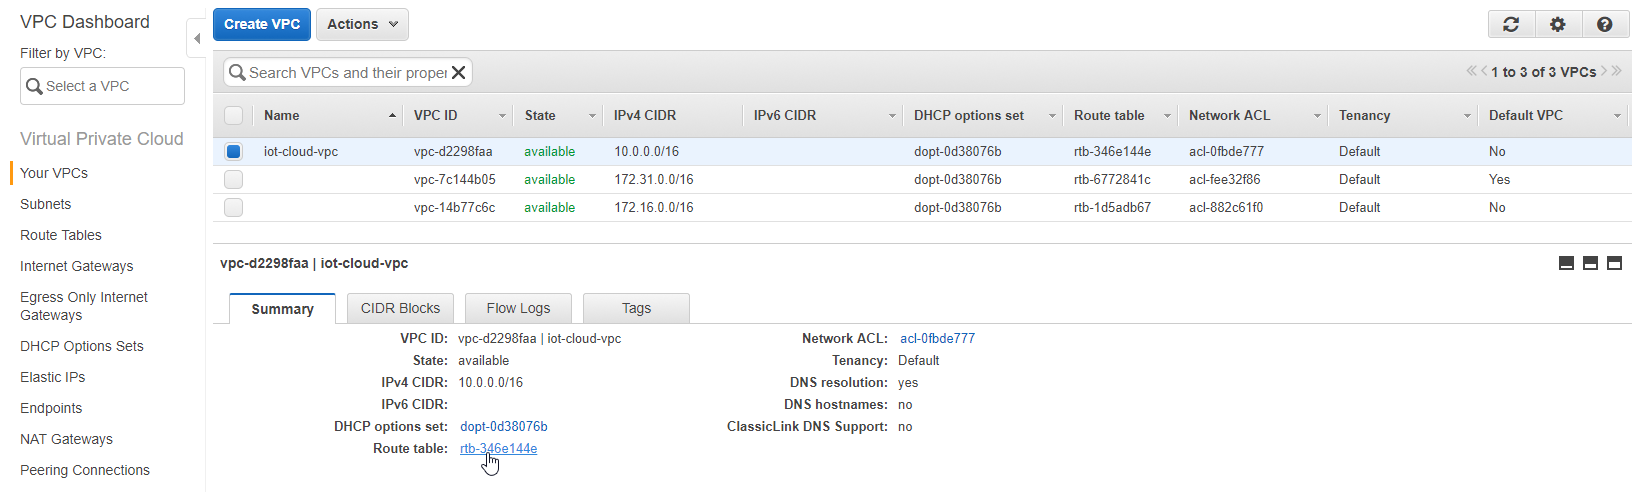 VPC Dashboard
Filter by VPC:
Select a VPC
Virtual Private Cloud
Your VPCs
Subnets
Route Tables
Internet Gateways
Egress Only Internet
Gateways
DHCP Options Sets
Elastic IPs
Endpoints
NAT Gateways
Peering Connections
Create VPC Actions
Search VPCs and their proper 1 to 3 of 3 VPCs
Name VPC ID State IPv4 CIDR IPv6 CIDR DHCP options set Route table Network ACL Tenancy Default VPC
iot-cloud-vpc vpc-d2298faa available 10.0.0.0/16 dopt-0d38076b rtb-346e144e acl-0fbde777 Default No
vpc-7c144b05 available 172.31.0.0/16 dopt-0d38076b rtb-6772841c acl-fee32f86 Default Yes
vpc-14b77c6c available 172.16.0.0/16 dopt-0d38076b rtb-1d5adb67 acl-882c61f0 Default No
vpc-d2298faa | iot-cloud-vpc
Summary CIDR Blocks Flow Logs Tags
VPC ID: vpc-d2298faa | iot-cloud-vpc
State: available
IPv4 CIDR: 10.0.0.0/16
IPv6 CIDR:
DHCP options set: dopt-0d38076b
Route table: rtb-346e144e
Network ACL: acl-0fbde777
Tenancy: Default
DNS resolution: yes
DNS hostnames: no
ClassicLink DNS Support: no